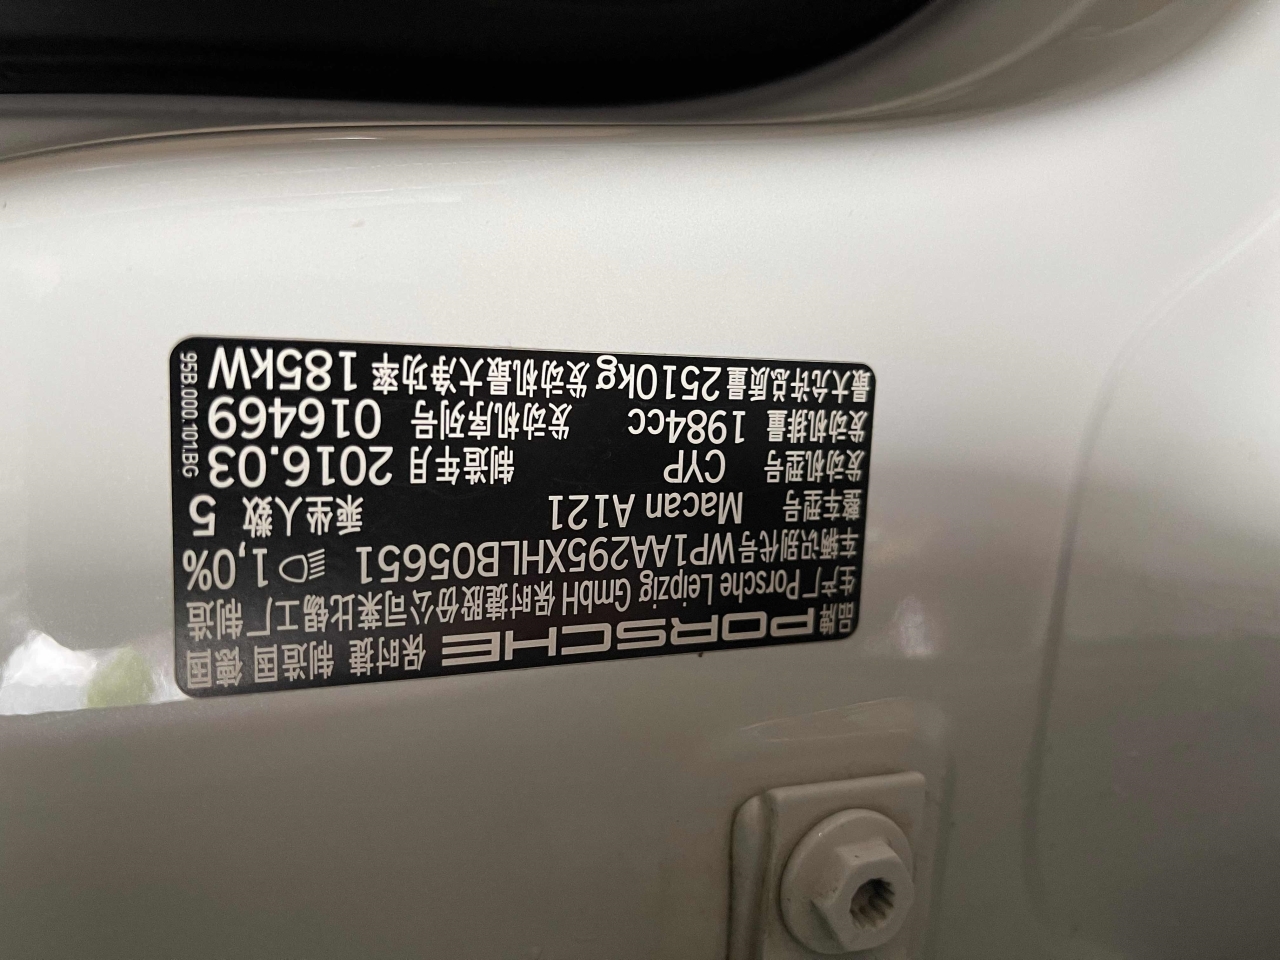 品牌 PORSCHE 保时捷 制造国 德国
生产厂 Porsche Leipzig GmbH 保时捷股份公司莱比锡工厂 制造
车辆识别代号 WP1AA295XHLB05651 1,0%
整车型号 Macan A121 乘坐人数 5
发动机型号 CYP 制造年月 2016.03
发动机排量 1984cc 发动机序列号 016469
最大允许总质量 2510kg 发动机最大净功率 185kW
95B.000.101.BG